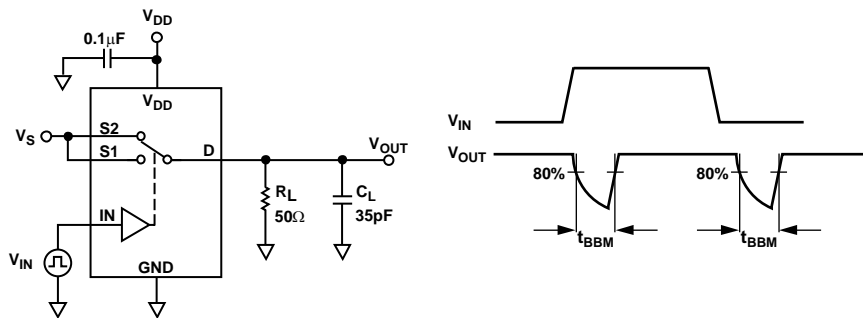 V_DD
0.1µF
V_DD
V_S
S2
S1
D
V_OUT
R_L
50Ω
C_L
35pF
IN
V_IN
GND
V_IN
V_OUT
80%
80%
t_BBM
t_BBM